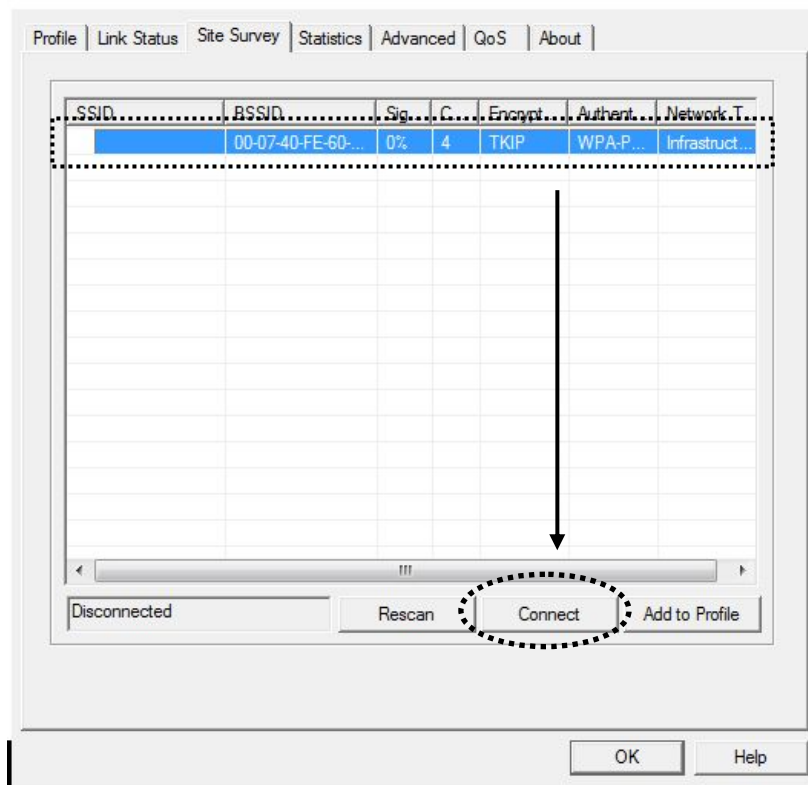 Profile Link Status Site Survey Statistics Advanced QoS About
SSID BSSID Sig... C... Encrypt... Authent... Network T...
00-07-40-FE-60-... 0% 4 TKIP WPA-P... Infrastruct...
Disconnected Rescan Connect Add to Profile
OK Help